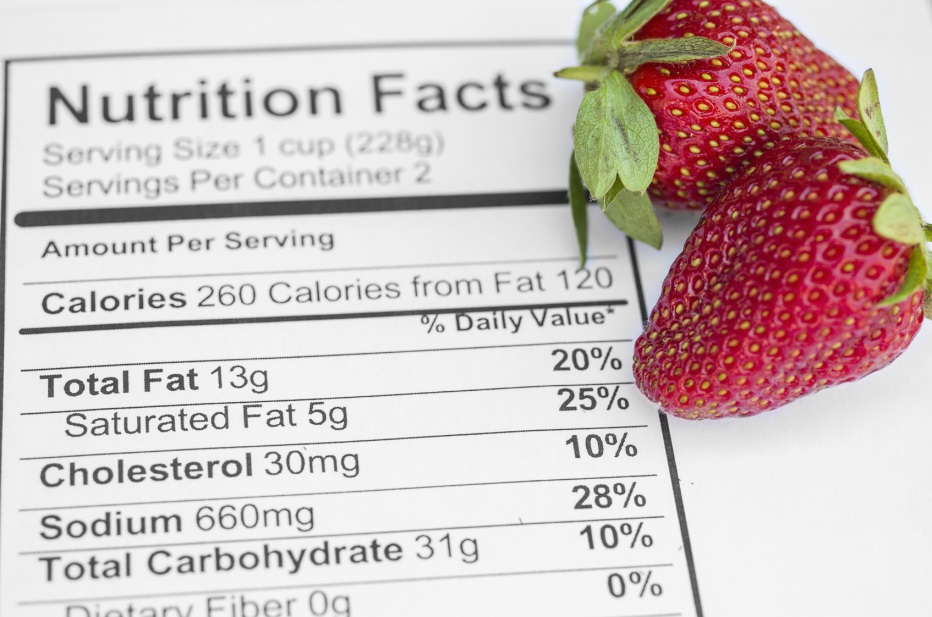 Nutrition Facts
Serving Size 1 cup (228g)
Servings Per Container 2
Amount Per Serving
Calories 260 Calories from Fat 120
% Daily Value*
Total Fat 13g 20%
Saturated Fat 5g 25%
Cholesterol 30mg 10%
Sodium 660mg 28%
Total Carbohydrate 31g 10%
Dietary Fiber 0g 0%